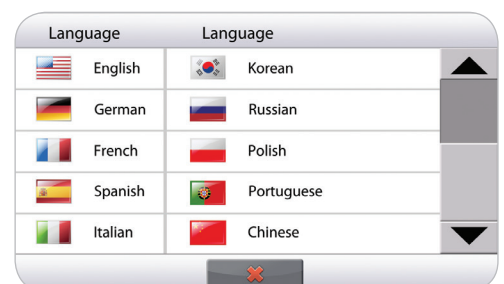 Language Language
English Korean
German Russian
French Polish
Spanish Portuguese
Italian Chinese